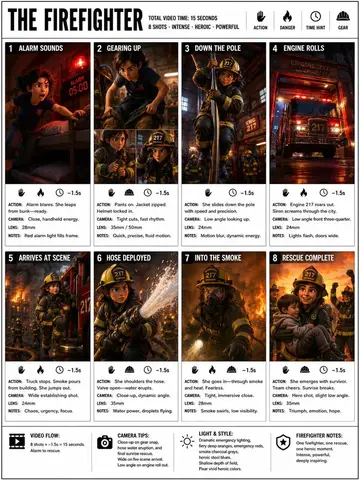 THE FIREFIGHTER
TOTAL VIDEO TIME: 15 SECONDS
8 SHOTS • INTENSE • HEROIC • POWERFUL
ACTION
DANGER
TIME HINT
GEAR
1 ALARM SOUNDS
ALARM
05:00
~1.5s
ACTION: Alarm blares. She leaps
from bunk—ready.
CAMERA: Close, handheld energy.
LENS: 28mm
NOTES: Red alarm light fills frame.
2 GEARING UP
217
~1.5s
ACTION: Pants on. Jacket zipped.
Helmet locked in.
CAMERA: Tight cuts, fast rhythm.
LENS: 35mm / 50mm
NOTES: Quick, precise, fluid motion.
3 DOWN THE POLE
217
~1.5s
ACTION: She slides down the pole
with speed and precision.
CAMERA: Low angle looking up.
LENS: 24mm
NOTES: Motion blur, dynamic energy.
4 ENGINE ROLLS
217
~1.5s
ACTION: Engine 217 roars out.
Siren screams through the city.
CAMERA: Low angle front three-quarter.
LENS: 24mm
NOTES: Lights flash, doors wide.
5 ARRIVES AT SCENE
217
~1.5s
ACTION: Truck stops. Smoke pours
from building. She jumps out.
CAMERA: Wide establishing shot.
LENS: 24mm
NOTES: Chaos, urgency, focus.
6 HOSE DEPLOYED
217
~1.5s
ACTION: She shoulders the hose.
Valve open—water erupts.
CAMERA: Close-up, dynamic angle.
LENS: 35mm
NOTES: Water power, droplets flying.
7 INTO THE SMOKE
217
~1.5s
ACTION: She goes in—through smoke
and heat. Fearless.
CAMERA: Tight, immersive close.
LENS: 28mm
NOTES: Smoke swirls, low visibility.
8 RESCUE COMPLETE
217
~1.5s
ACTION: She emerges with survivor.
Team cheers. Sunrise breaks.
CAMERA: Hero shot, slight low angle.
LENS: 35mm
NOTES: Triumph, emotion, hope.
VIDEO FLOW:
8 shots × ~1.5s = 15 seconds.
Alarm to rescue.
CAMERA TIPS:
Close-up on gear snap,
hose water eruption, and
final sunrise rescue.
Wide on fire scene arrival.
Low angle on engine roll out.
LIGHT & STYLE:
Dramatic emergency lighting,
fiery deep oranges, emergency reds,
smoke charcoal grays,
heroic steel blues.
Shallow depth of field.
Pixar vivid heroic colors.
FIREFIGHTER NOTES:
One firefighter, one rescue,
one heroic moment.
Intense, powerful,
deeply inspiring.